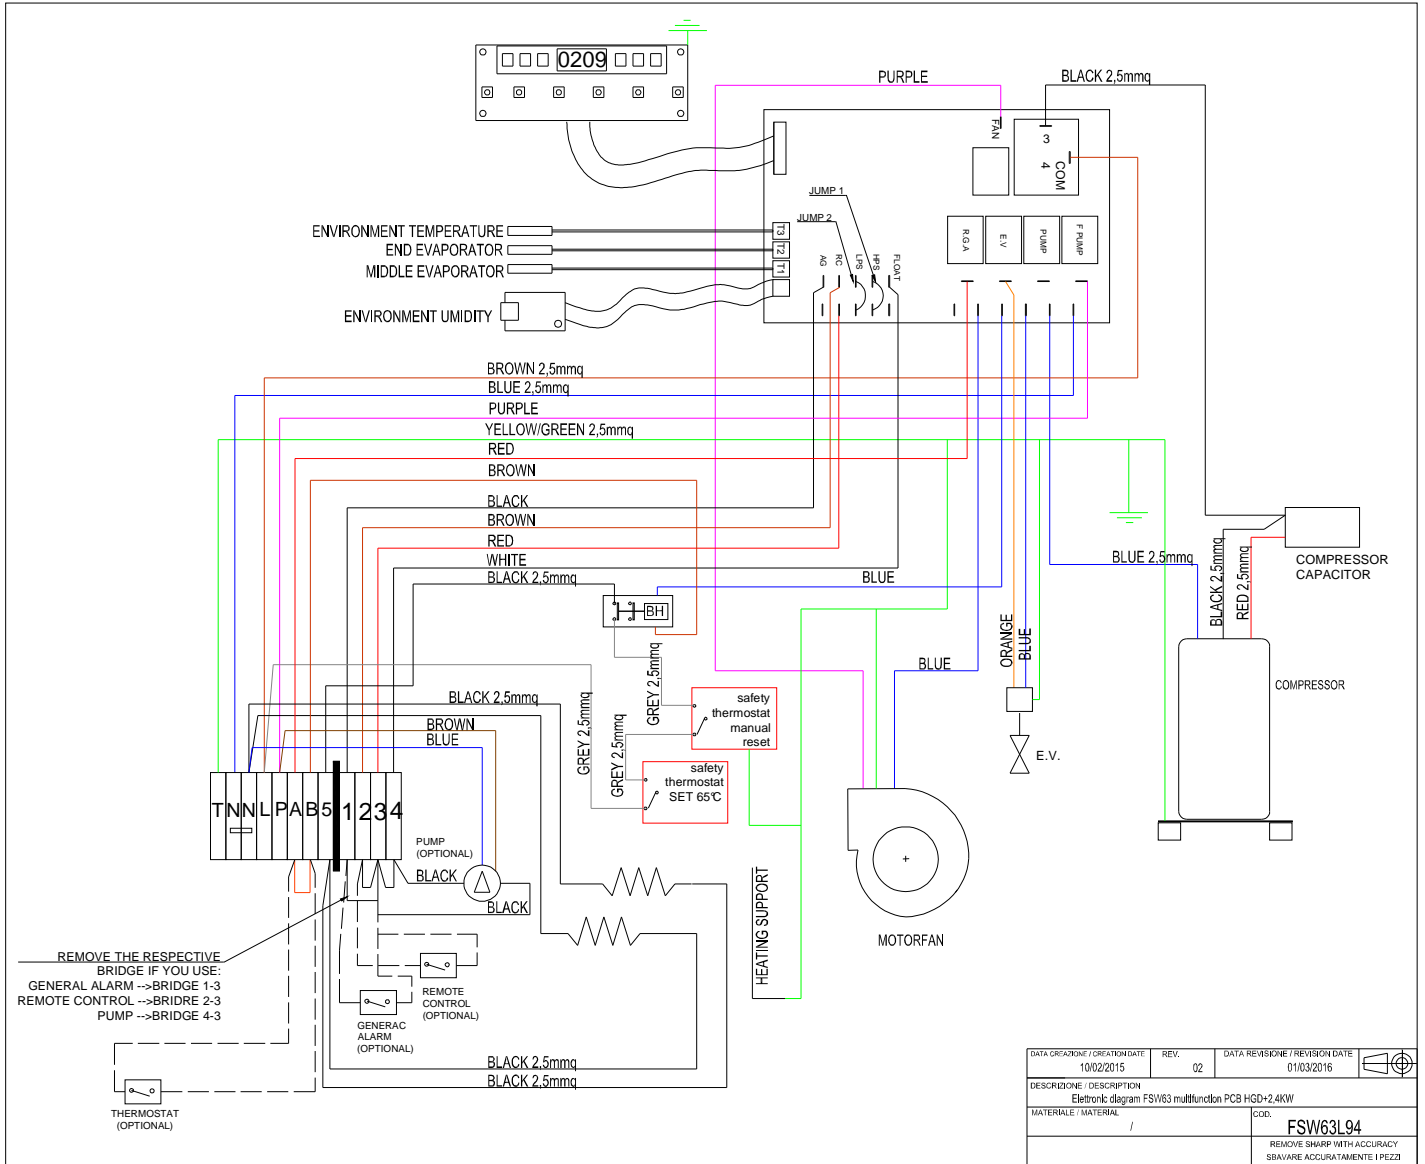 0209
PURPLE
BLACK 2,5mmq
FAN
3
4
COM
JUMP 1
JUMP 2
ENVIRONMENT TEMPERATURE
END EVAPORATOR
MIDDLE EVAPORATOR
ENVIRONMENT UMIDITY
T3
T2
T1
AG
RC
LPS
HPS
FLOAT
R.G.A
E.V
PUMP
F PUMP
BROWN 2,5mmq
BLUE 2,5mmq
PURPLE
YELLOW/GREEN 2,5mmq
RED
BROWN
BLACK
BROWN
RED
WHITE
BLACK 2,5mmq
BLUE
BH
BLUE 2,5mmq
BLACK 2,5mmq
RED 2,5mmq
COMPRESSOR
CAPACITOR
COMPRESSOR
ORANGE
BLUE
BLUE
E.V.
GREY 2,5mmq
GREY 2,5mmq
GREY 2,5mmq
safety
thermostat
manual
reset
safety
thermostat
SET 65°C
BLACK 2,5mmq
BROWN
BLUE
T N N L P A B 5 1 2 3 4
PUMP
(OPTIONAL)
BLACK
BLACK
HEATING SUPPORT
MOTORFAN
REMOVE THE RESPECTIVE
BRIDGE IF YOU USE:
GENERAL ALARM -->BRIDGE 1-3
REMOTE CONTROL -->BRIDRE 2-3
PUMP -->BRIDGE 4-3
REMOTE
CONTROL
(OPTIONAL)
GENERAC
ALARM
(OPTIONAL)
BLACK 2,5mmq
BLACK 2,5mmq
THERMOSTAT
(OPTIONAL)
DATA CREAZIONE / CREATION DATE
10/02/2015
REV.
02
DATA REVISIONE / REVISION DATE
01/03/2016
DESCRIZIONE / DESCRIPTION
Elettronic diagram FSW63 multifunction PCB HGD+2,4KW
MATERIALE / MATERIAL
/
COD.
FSW63L94
REMOVE SHARP WITH ACCURACY
SBAVARE ACCURATAMENTE I PEZZI